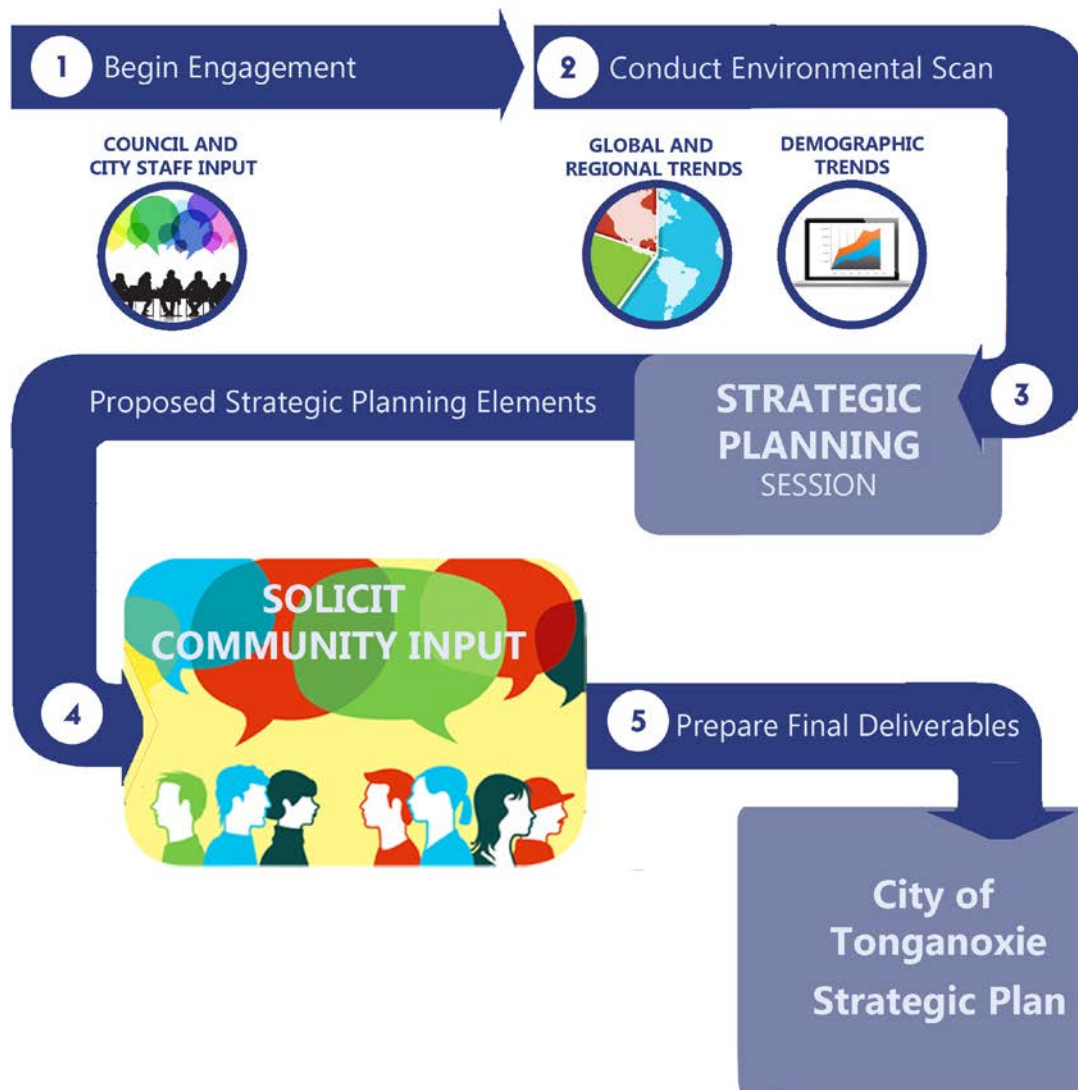 1 Begin Engagement
2 Conduct Environmental Scan
COUNCIL AND
CITY STAFF INPUT
GLOBAL AND
REGIONAL TRENDS
DEMOGRAPHIC
TRENDS
3
STRATEGIC
PLANNING
SESSION
Proposed Strategic Planning Elements
4
SOLICIT
COMMUNITY INPUT
5 Prepare Final Deliverables
City of
Tonganoxie
Strategic Plan